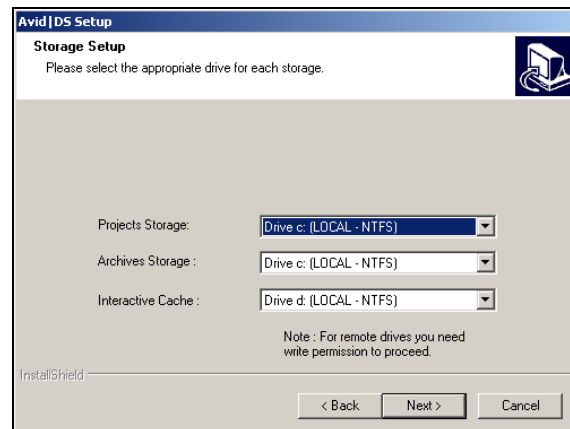 Avid|DS Setup
Storage Setup
Please select the appropriate drive for each storage.
Projects Storage:
Drive c: (LOCAL - NTFS)
Archives Storage :
Drive c: (LOCAL - NTFS)
Interactive Cache :
Drive d: (LOCAL - NTFS)
Note : For remote drives you need
write permission to proceed.
InstallShield
< Back
Next >
Cancel